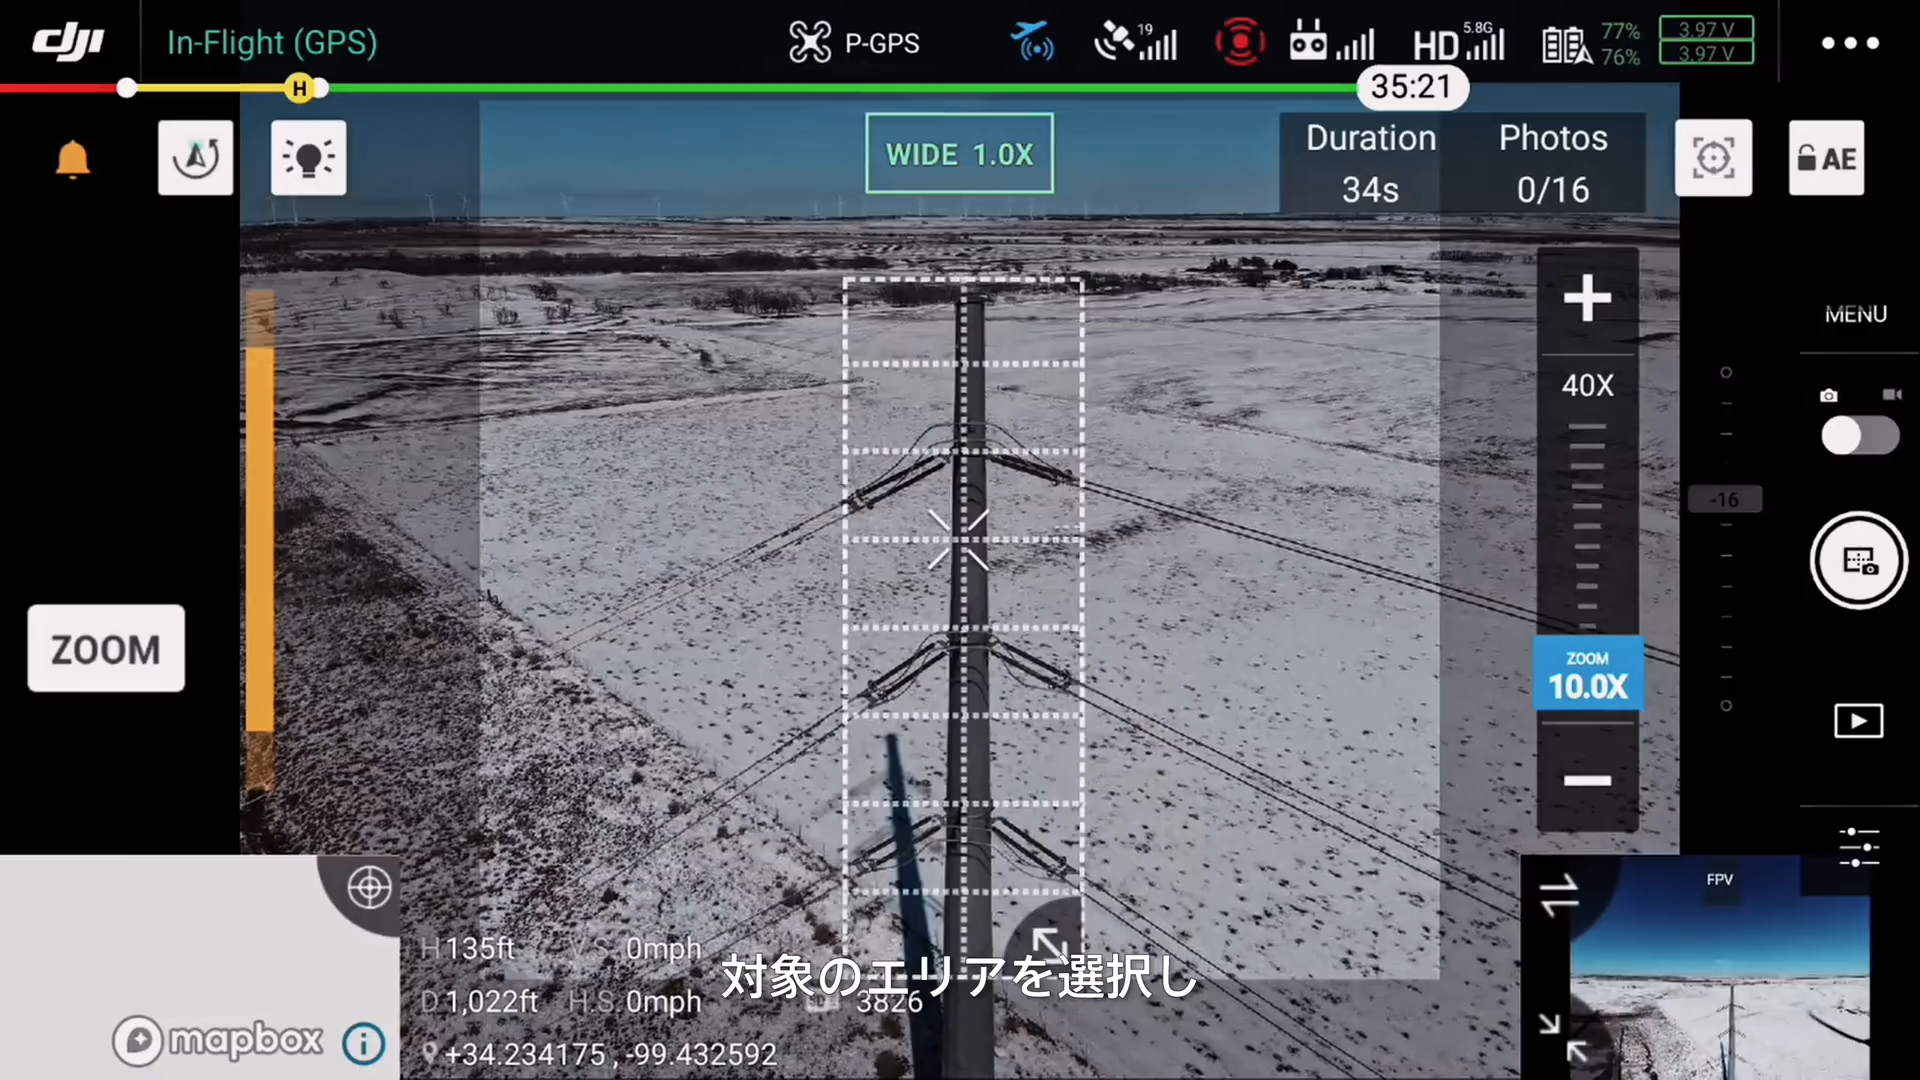 dji
In-Flight (GPS)
P-GPS
19
HD 5.8G
77%
76%
3.97 V
3.97 V
H
35:21
WIDE 1.0X
Duration
34s
Photos
0/16
AE
MENU
40X
-16
ZOOM
10.0X
ZOOM
FPV
H 135ft V.S. 0mph
対象のエリアを選択し
D 1,022ft H.S. 0mph
3826
mapbox
i
+34.234175, -99.432592